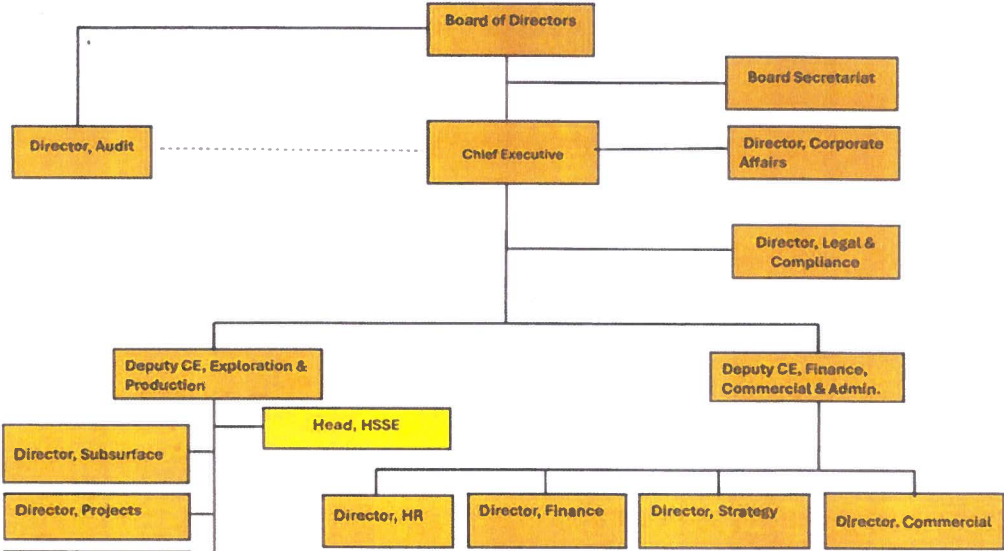 Board of Directors
Board Secretariat
Director, Audit
Chief Executive
Director, Corporate
Affairs
Director, Legal &
Compliance
Deputy CE, Exploration &
Production
Deputy CE, Finance,
Commercial & Admin.
Head, HSSE
Director, Subsurface
Director, Projects
Director, HR
Director, Finance
Director, Strategy
Director. Commercial